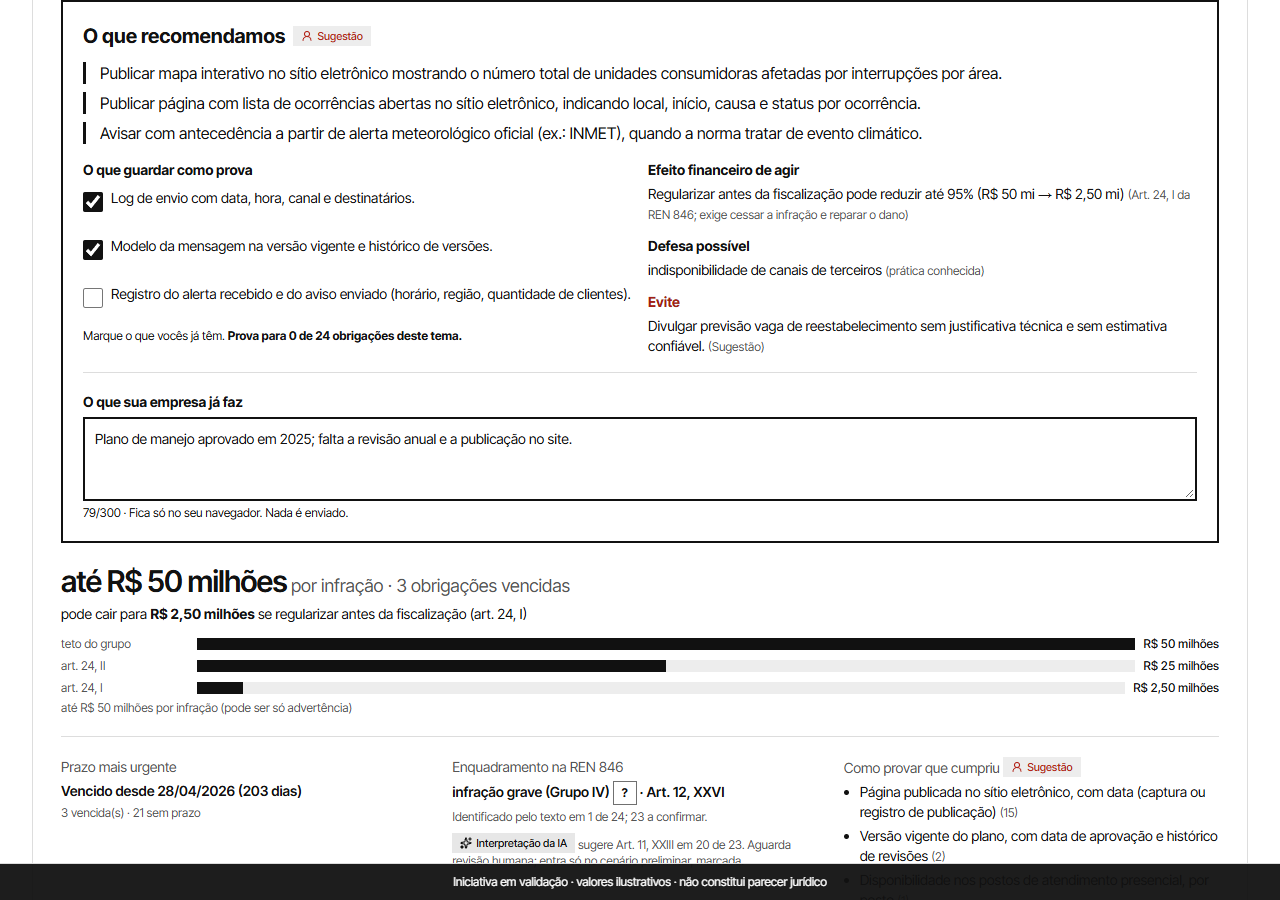 O que recomendamos Sugestão
Publicar mapa interativo no sítio eletrônico mostrando o número total de unidades consumidoras afetadas por interrupções por área.
Publicar página com lista de ocorrências abertas no sítio eletrônico, indicando local, início, causa e status por ocorrência.
Avisar com antecedência a partir de alerta meteorológico oficial (ex.: INMET), quando a norma tratar de evento climático.
O que guardar como prova
Log de envio com data, hora, canal e destinatários.
Modelo da mensagem na versão vigente e histórico de versões.
Registro do alerta recebido e do aviso enviado (horário, região, quantidade de clientes).
Marque o que vocês já têm. Prova para 0 de 24 obrigações deste tema.
Efeito financeiro de agir
Regularizar antes da fiscalização pode reduzir até 95% (R$ 50 mi → R$ 2,50 mi) (Art. 24, I da
REN 846; exige cessar a infração e reparar o dano)
Defesa possível
indisponibilidade de canais de terceiros (prática conhecida)
Evite
Divulgar previsão vaga de reestabelecimento sem justificativa técnica e sem estimativa
confiável. (Sugestão)
O que sua empresa já faz
Plano de manejo aprovado em 2025; falta a revisão anual e a publicação no site.
79/300 · Fica só no seu navegador. Nada é enviado.
até R$ 50 milhões por infração · 3 obrigações vencidas
pode cair para R$ 2,50 milhões se regularizar antes da fiscalização (art. 24, I)
teto do grupo R$ 50 milhões
art. 24, II R$ 25 milhões
art. 24, I R$ 2,50 milhões
até R$ 50 milhões por infração (pode ser só advertência)
Prazo mais urgente
Vencido desde 28/04/2026 (203 dias)
3 vencida(s) · 21 sem prazo
Enquadramento na REN 846
infração grave (Grupo IV) ? · Art. 12, XXVI
Identificado pelo texto em 1 de 24; 23 a confirmar.
Interpretação da IA sugere Art. 11, XXIII em 20 de 23. Aguarda
revisão humana; entra só no cenário preliminar, marcada
Como provar que cumpriu Sugestão
Página publicada no sítio eletrônico, com data (captura ou
registro de publicação) (15)
Versão vigente do plano, com data de aprovação e histórico
de revisões (2)
Disponibilidade nos postos de atendimento presencial, por
Iniciativa em validação · valores ilustrativos · não constitui parecer jurídico